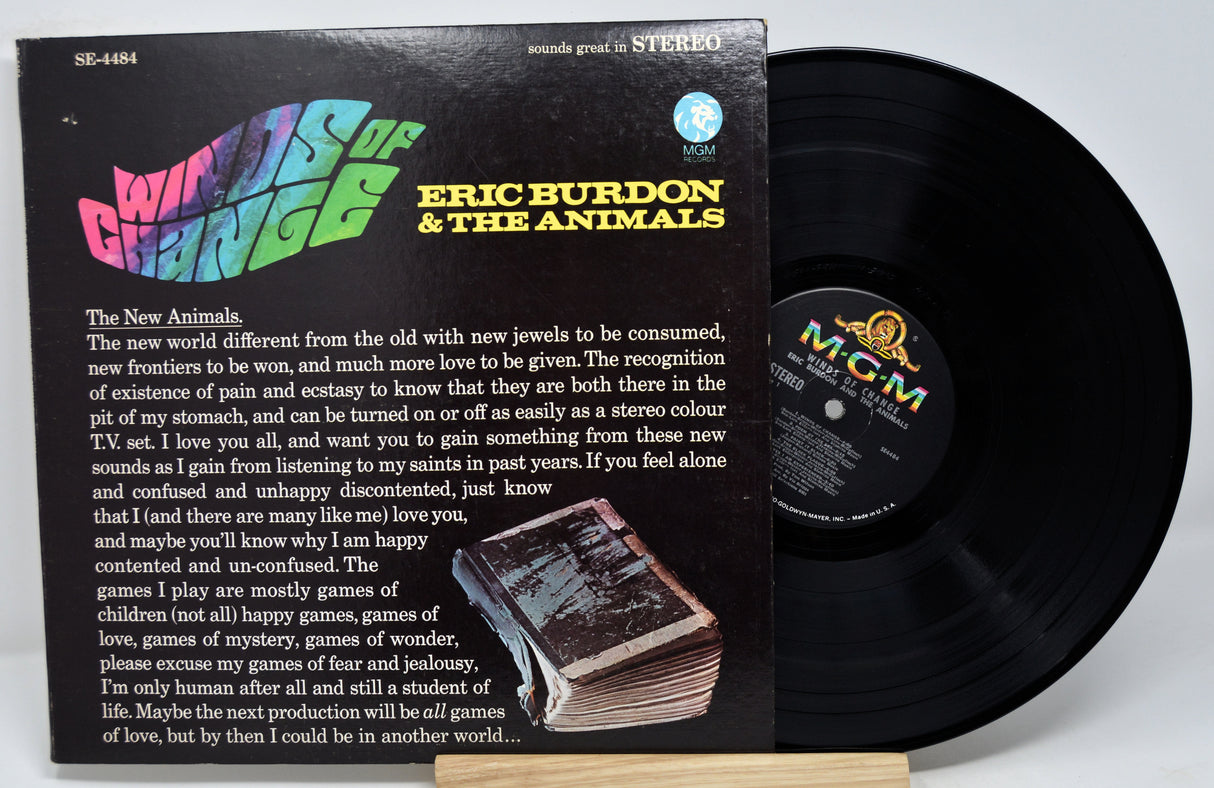 SE-4484
sounds great in STEREO
WINDS OF
CHANGE
MGM
RECORDS
ERIC BURDON
& THE ANIMALS
The New Animals.
The new world different from the old with new jewels to be consumed,
new frontiers to be won, and much more love to be given. The recognition
of existence of pain and ecstasy to know that they are both there in the
pit of my stomach, and can be turned on or off as easily as a stereo colour
T.V. set. I love you all, and want you to gain something from these new
sounds as I gain from listening to my saints in past years. If you feel alone
and confused and unhappy discontented, just know
that I (and there are many like me) love you,
and maybe you'll know why I am happy
contented and un-confused. The
games I play are mostly games of
children (not all) happy games, games of
love, games of mystery, games of wonder,
please excuse my games of fear and jealousy,
I'm only human after all and still a student of
life. Maybe the next production will be all games
of love, but by then I could be in another world...
M-G-M
®
WINDS OF CHANGE
ERIC BURDON AND THE ANIMALS
STEREO
SE4484
O-GOLDWYN-MAYER, INC. – Made in U. S. A.